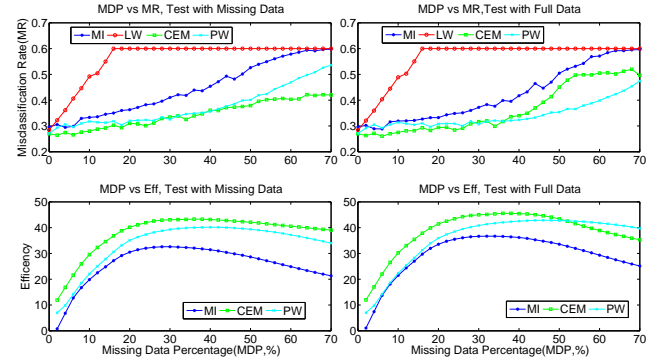 MDP vs MR, Test with Missing Data
MDP vs MR,Test with Full Data
Misclassification Rate(MR)
0.7
0.6
0.5
0.4
0.3
0.2
MI LW CEM PW
0 10 20 30 40 50 60 70
0.7
0.6
0.5
0.4
0.3
0.2
MI LW CEM PW
0 10 20 30 40 50 60 70
MDP vs Eff, Test with Missing Data
MDP vs Eff, Test with Full Data
Efficency
50
40
30
20
10
0
MI CEM PW
0 10 20 30 40 50 60 70
Missing Data Percentage(MDP,%)
50
40
30
20
10
0
MI CEM PW
0 10 20 30 40 50 60 70
Missing Data Percentage(MDP,%)